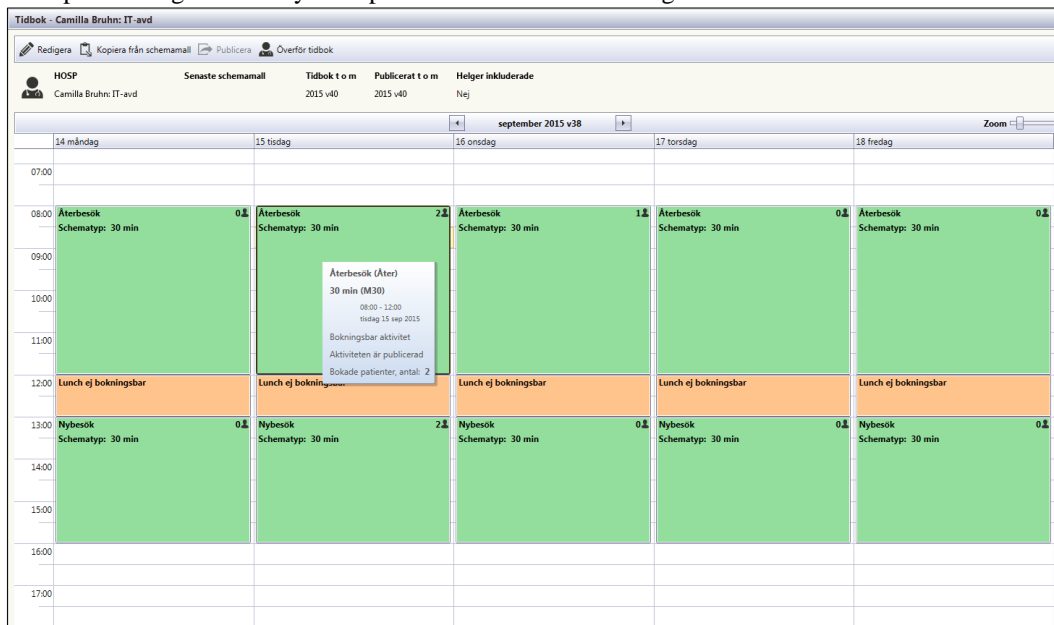 Tidbok - Camilla Bruhn: IT-avd
Redigera Kopiera från schemamall Publicera Överför tidbok
HOSP Senaste schemamall Tidbok t o m Publicerat t o m Helger inkluderade
Camilla Bruhn: IT-avd 2015 v40 2015 v40 Nej
september 2015 v38 Zoom
14 måndag 15 tisdag 16 onsdag 17 torsdag 18 fredag
07:00
08:00 Återbesök 0 Återbesök 2 Återbesök 1 Återbesök 0 Återbesök 0
Schematyp: 30 min Schematyp: 30 min Schematyp: 30 min Schematyp: 30 min Schematyp: 30 min
09:00
Återbesök (Åter)
30 min (M30)
10:00
08:00 - 12:00
tisdag 15 sep 2015
Bokningsbar aktivitet
11:00
Aktiviteten är publicerad
Bokade patienter, antal: 2
12:00 Lunch ej bokningsbar Lunch ej bokningsbar Lunch ej bokningsbar Lunch ej bokningsbar Lunch ej bokningsbar
13:00 Nybesök 0 Nybesök 2 Nybesök 0 Nybesök 0 Nybesök 0
Schematyp: 30 min Schematyp: 30 min Schematyp: 30 min Schematyp: 30 min Schematyp: 30 min
14:00
15:00
16:00
17:00